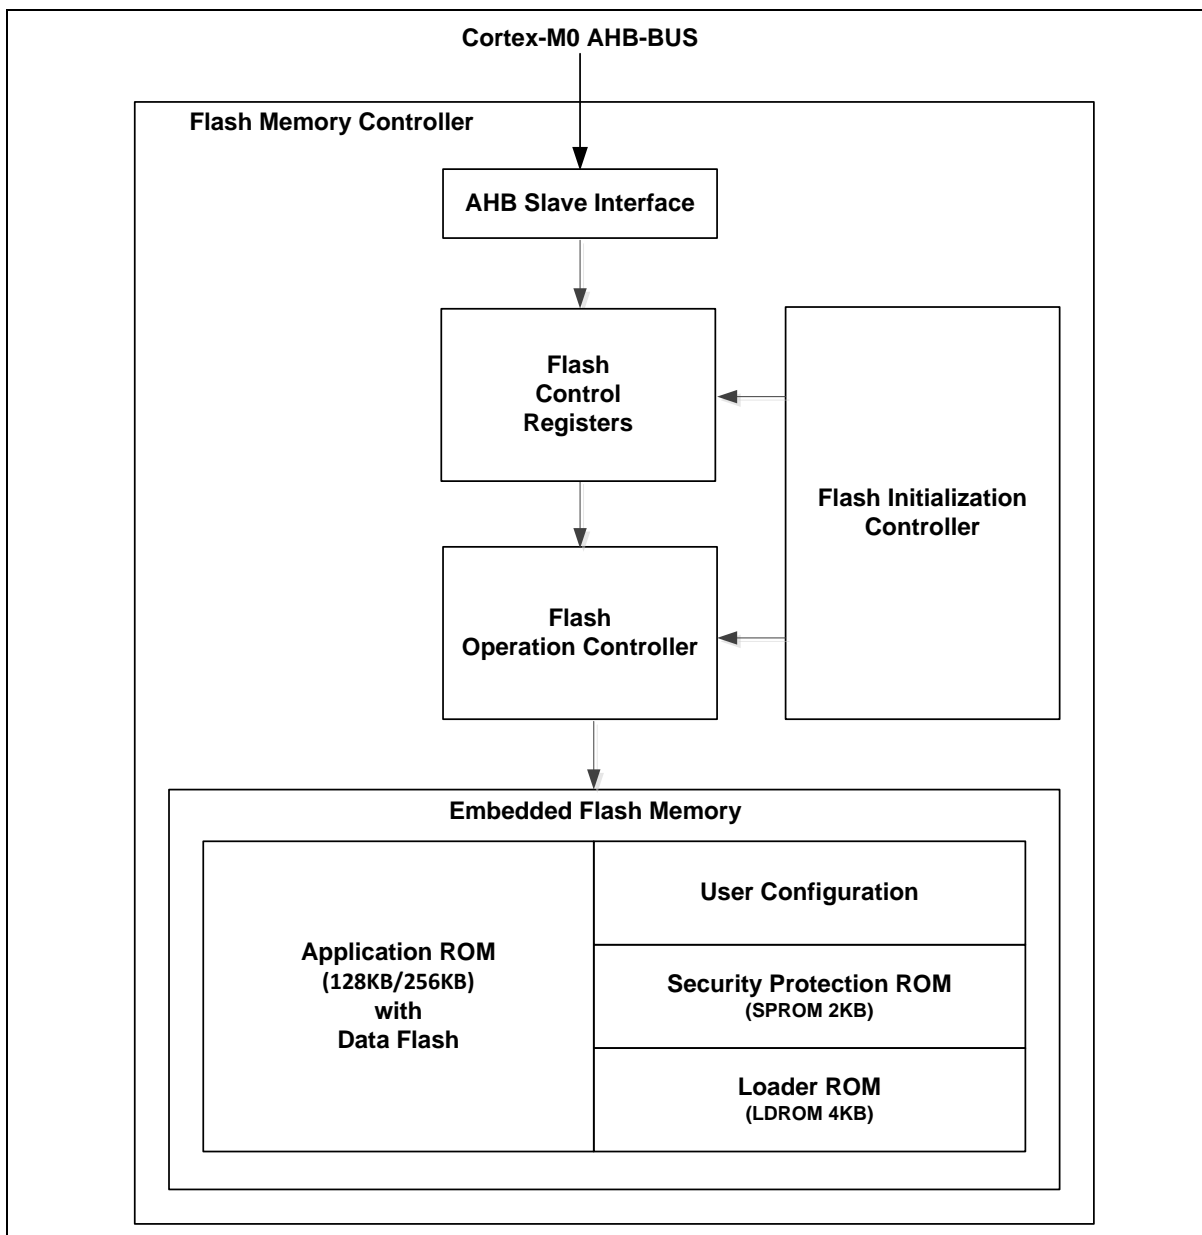 Cortex-M0 AHB-BUS
Flash Memory Controller
AHB Slave Interface
Flash
Control
Registers
Flash Initialization
Controller
Flash
Operation Controller
Embedded Flash Memory
Application ROM
(128KB/256KB)
with
Data Flash
User Configuration
Security Protection ROM
(SPROM 2KB)
Loader ROM
(LDROM 4KB)